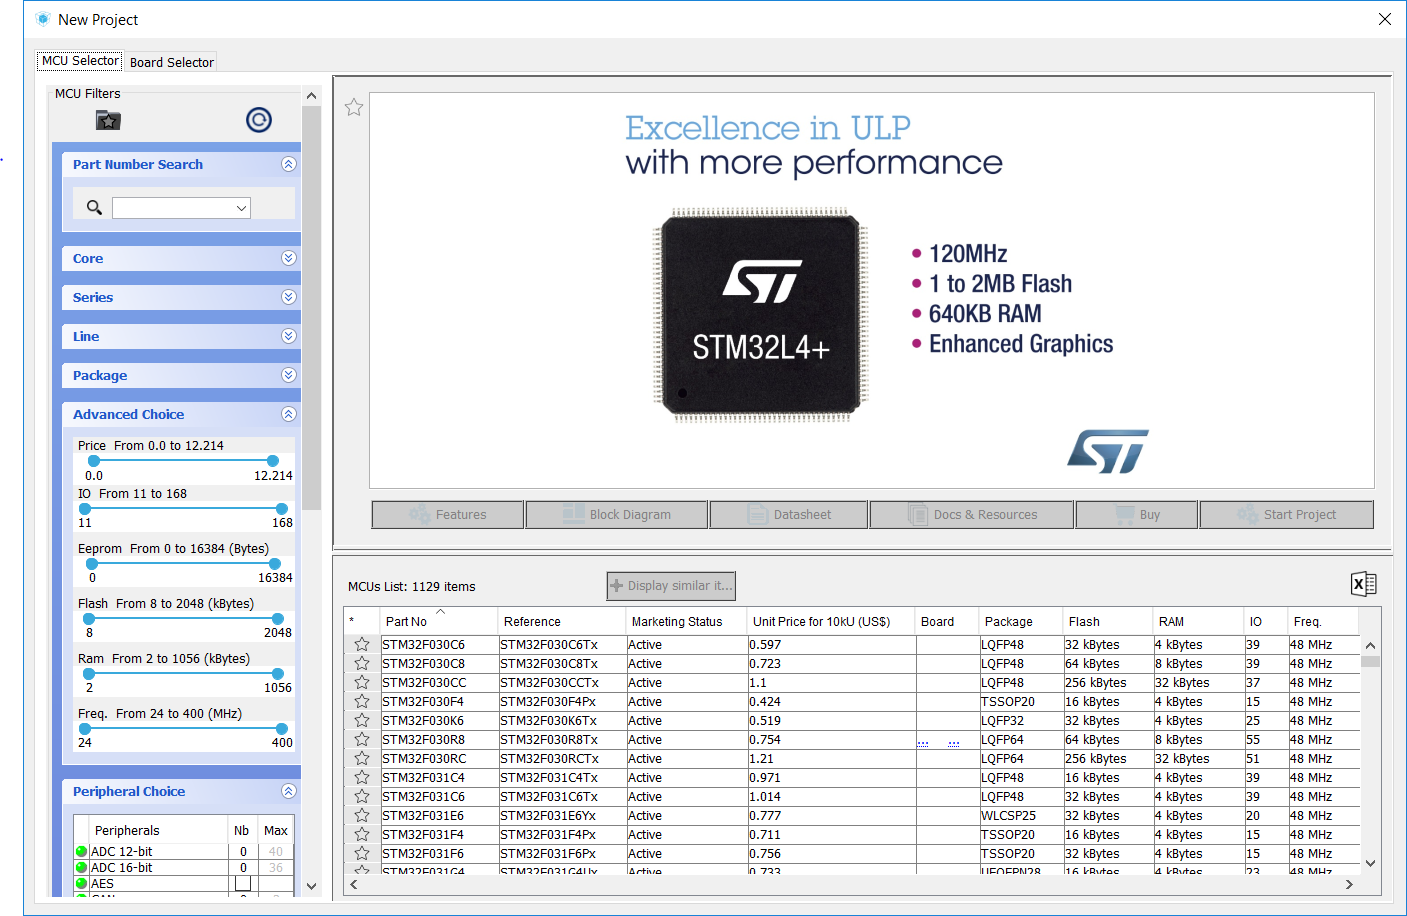 New Project
MCU Selector
Board Selector
MCU Filters
Part Number Search
Core
Series
Line
Package
Advanced Choice
Price From 0.0 to 12.214
0.0 12.214
IO From 11 to 168
11 168
Eeprom From 0 to 16384 (Bytes)
0 16384
Flash From 8 to 2048 (kBytes)
8 2048
Ram From 2 to 1056 (kBytes)
2 1056
Freq. From 24 to 400 (MHz)
24 400
Peripheral Choice
Peripherals Nb Max
ADC 12-bit 0 40
ADC 16-bit 0 36
AES
Excellence in ULP
with more performance
ST
STM32L4+
• 120MHz
• 1 to 2MB Flash
• 640KB RAM
• Enhanced Graphics
ST
Features
Block Diagram
Datasheet
Docs & Resources
Buy
Start Project
MCUs List: 1129 items
Display similar it...
X
* Part No Reference Marketing Status Unit Price for 10kU (US$) Board Package Flash RAM IO Freq.
STM32F030C6 STM32F030C6Tx Active 0.597 LQFP48 32 kBytes 4 kBytes 39 48 MHz
STM32F030C8 STM32F030C8Tx Active 0.723 LQFP48 64 kBytes 8 kBytes 39 48 MHz
STM32F030CC STM32F030CCTx Active 1.1 LQFP48 256 kBytes 32 kBytes 37 48 MHz
STM32F030F4 STM32F030F4Px Active 0.424 TSSOP20 16 kBytes 4 kBytes 15 48 MHz
STM32F030K6 STM32F030K6Tx Active 0.519 LQFP32 32 kBytes 4 kBytes 25 48 MHz
STM32F030R8 STM32F030R8Tx Active 0.754 ... ... LQFP64 64 kBytes 8 kBytes 55 48 MHz
STM32F030RC STM32F030RCTx Active 1.21 LQFP64 256 kBytes 32 kBytes 51 48 MHz
STM32F031C4 STM32F031C4Tx Active 0.971 LQFP48 16 kBytes 4 kBytes 39 48 MHz
STM32F031C6 STM32F031C6Tx Active 1.014 LQFP48 32 kBytes 4 kBytes 39 48 MHz
STM32F031E6 STM32F031E6Yx Active 0.777 WLCSP25 32 kBytes 4 kBytes 20 48 MHz
STM32F031F4 STM32F031F4Px Active 0.711 TSSOP20 16 kBytes 4 kBytes 15 48 MHz
STM32F031F6 STM32F031F6Px Active 0.756 TSSOP20 32 kBytes 4 kBytes 15 48 MHz
STM32F031G4 STM32F031G4Ux Active 0.733 UFQFPN28 16 kBytes 4 kBytes 23 48 MHz